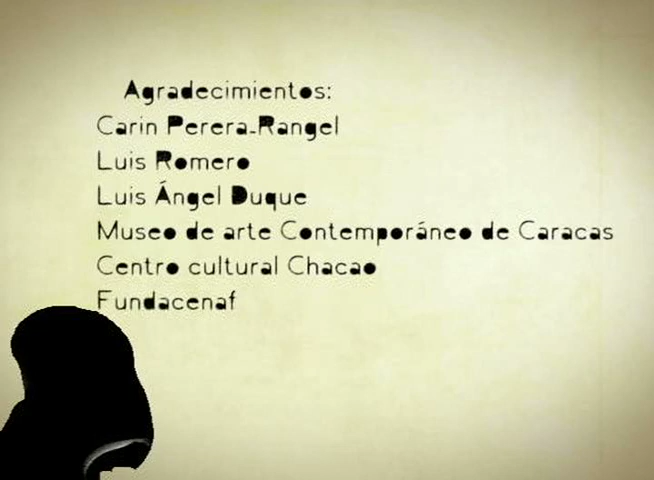 Agradecimientos:
Carin Perera-Rangel
Luis Romero
Luis Ángel Duque
Museo de arte Contemporáneo de Caracas
Centro cultural Chacao
Fundacenaf